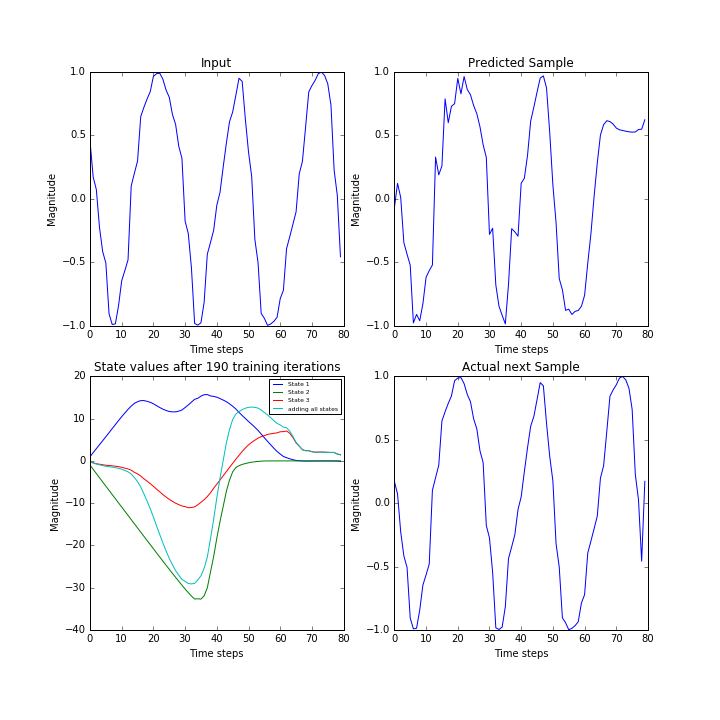 Input
1.0
0.5
0.0
−0.5
−1.0
Magnitude
0 10 20 30 40 50 60 70 80
Time steps
Predicted Sample
1.0
0.5
0.0
−0.5
−1.0
Magnitude
0 10 20 30 40 50 60 70 80
Time steps
State values after 190 training iterations
20
10
0
−10
−20
−30
−40
Magnitude
State 1
State 2
State 3
adding all states
0 10 20 30 40 50 60 70 80
Time steps
Actual next Sample
1.0
0.5
0.0
−0.5
−1.0
Magnitude
0 10 20 30 40 50 60 70 80
Time steps